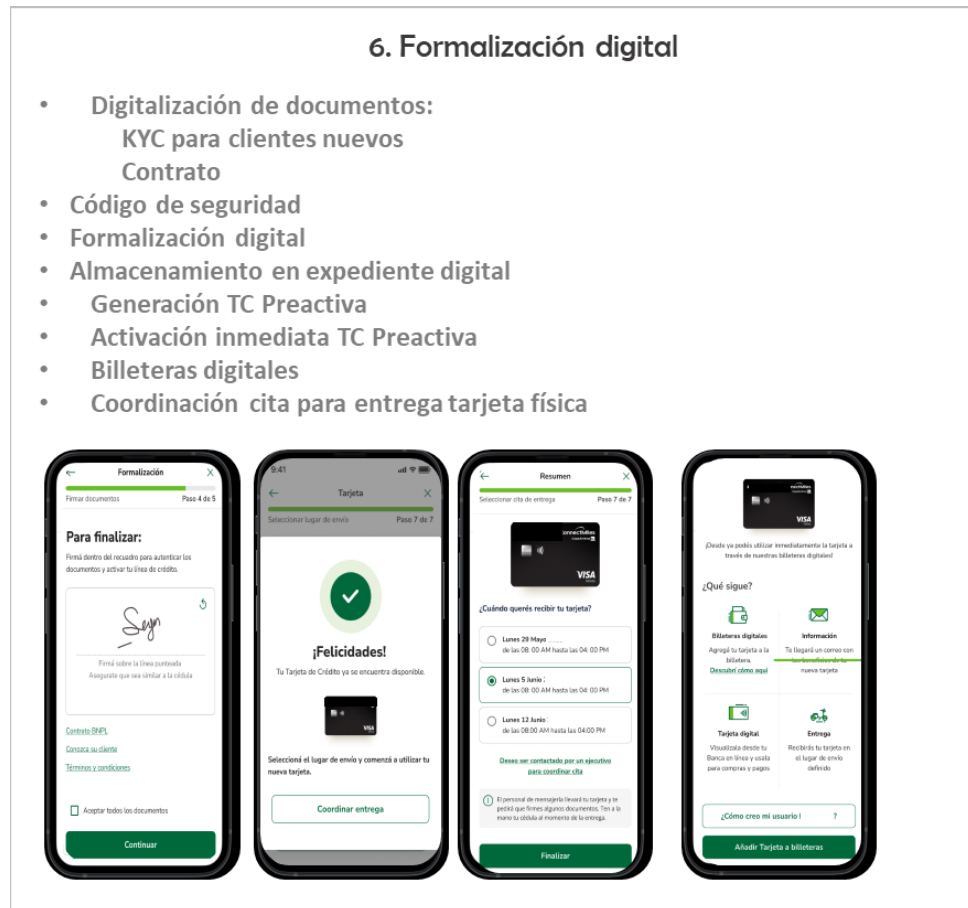 6. Formalización digital
• Digitalización de documentos:
KYC para clientes nuevos
Contrato
• Código de seguridad
• Formalización digital
• Almacenamiento en expediente digital
• Generación TC Preactiva
• Activación inmediata TC Preactiva
• Billeteras digitales
• Coordinación cita para entrega tarjeta física
Formalización
Firmar documentos Paso 4 de 5
Para finalizar:
Firmá dentro del recuadro para autenticar los
documentos y activar tu línea de crédito.
Firmá sobre la línea punteada
Asegurate que sea similar a la cédula
Contrato BNPL
Conozca su cliente
Términos y condiciones
Aceptar todos los documentos
Continuar
9:41
Tarjeta
Seleccionar lugar de envío Paso 7 de 7
¡Felicidades!
Tu Tarjeta de Crédito ya se encuentra disponible.
VISA
Seleccioná el lugar de envío y comenzá a utilizar tu
nueva tarjeta.
Coordinar entrega
Resumen
Seleccionar cita de entrega Paso 7 de 7
VISA
¿Cuándo querés recibir tu tarjeta?
Lunes 29 Mayo
de las 08: 00 AM hasta las 04: 00 PM
Lunes 5 Junio
de las 08: 00 AM hasta las 04: 00 PM
Lunes 12 Junio
de las 08:00 AM hasta las 04:00 PM
Deseo ser contactado por un ejecutivo
para coordinar cita
El personal de mensajería llevará tu tarjeta y te
pedirá que firmes algunos documentos. Ten a la
mano tu cédula al momento de la entrega.
Finalizar
VISA
¡Desde ya podés utilizar inmediatamente la tarjeta a
través de nuestras billeteras digitales!
¿Qué sigue?
Billeteras digitales
Agregá tu tarjeta a la
billetera.
Descubrí cómo aquí
Información
Te llegará un correo con
los beneficios de tu
nueva tarjeta
Tarjeta digital
Visualizala desde tu
Banca en línea y usala
para compras y pagos
Entrega
Recibirás tu tarjeta en
el lugar de envío
definido
¿Cómo creo mi usuario ?
Añadir Tarjeta a billeteras